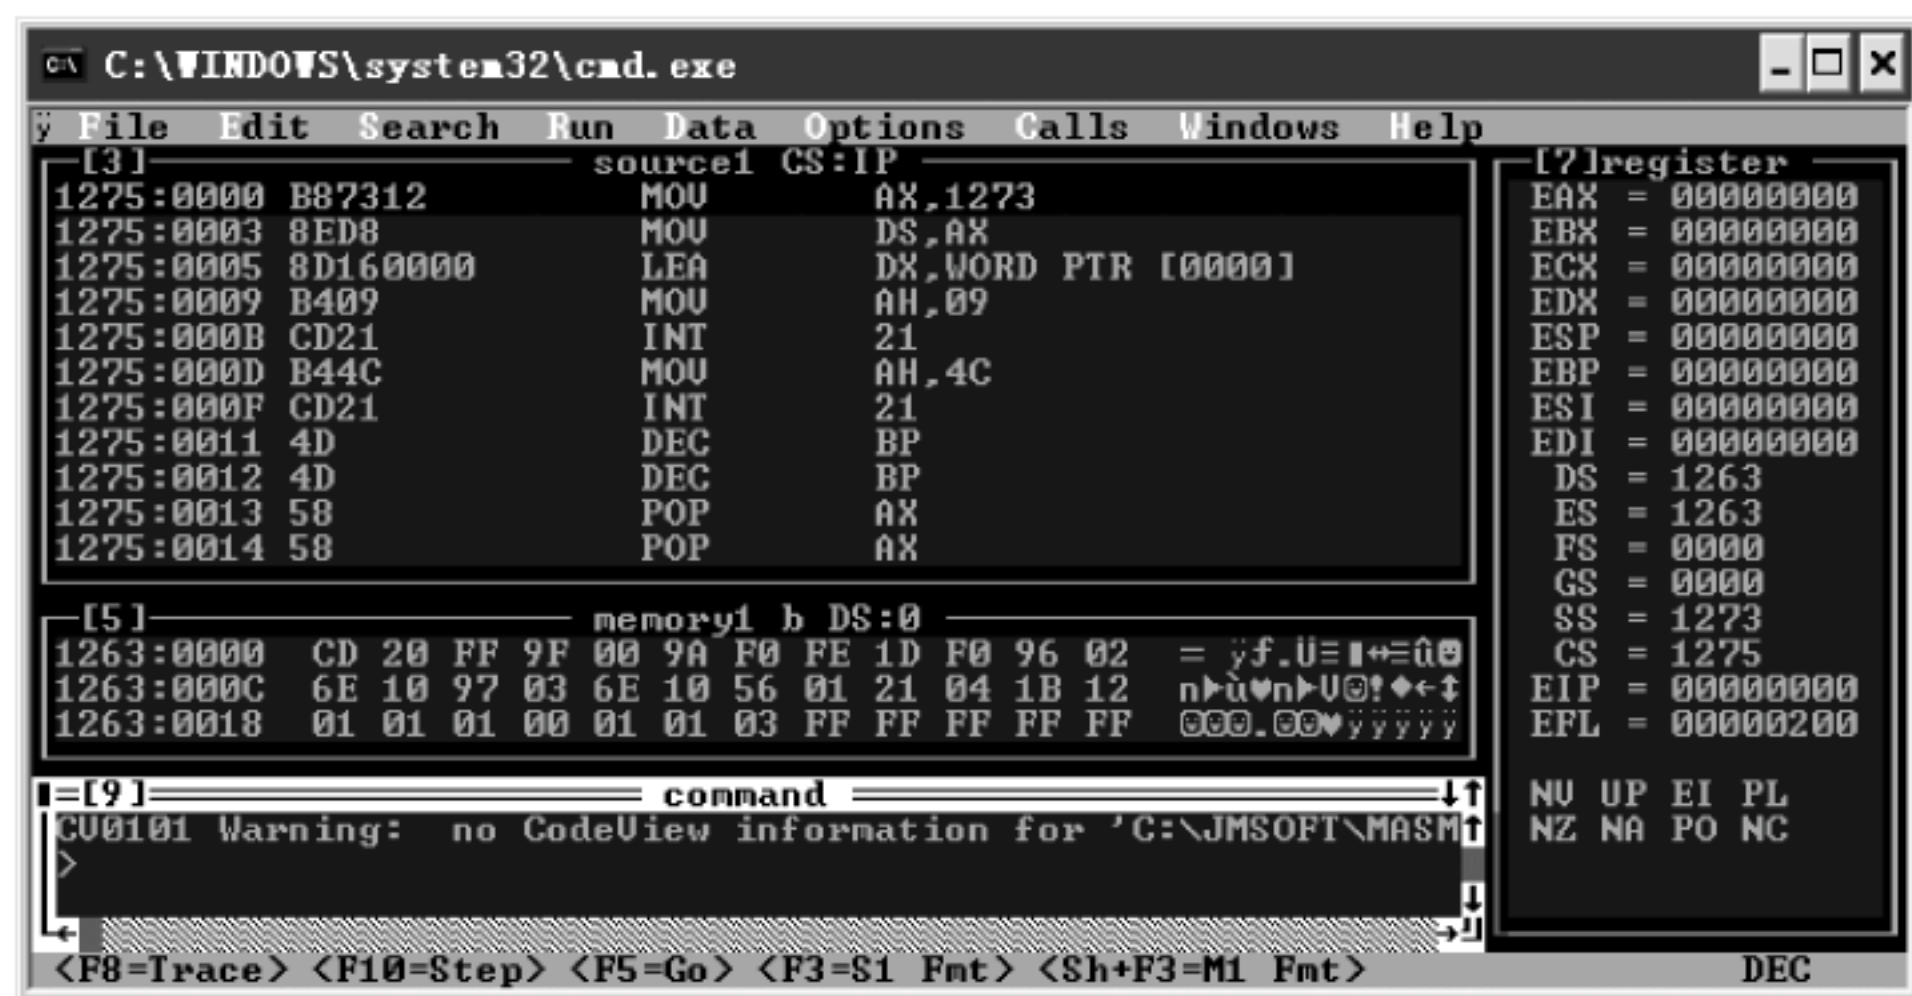 C:\WINDOWS\system32\cmd.exe
ÿ File Edit Search Run Data Options Calls Windows Help
[3] source1 CS:IP
1275:0000 B87312 MOV AX,1273
1275:0003 8ED8 MOV DS,AX
1275:0005 8D160000 LEA DX,WORD PTR [0000]
1275:0009 B409 MOV AH,09
1275:000B CD21 INT 21
1275:000D B44C MOV AH,4C
1275:000F CD21 INT 21
1275:0011 4D DEC BP
1275:0012 4D DEC BP
1275:0013 58 POP AX
1275:0014 58 POP AX
[5] memory1 b DS:0
1263:0000 CD 20 FF 9F 00 9A F0 FE 1D F0 96 02 = ÿƒ.Ü≡▮↔≡û☻
1263:000C 6E 10 97 03 6E 10 56 01 21 04 1B 12 n►ù♥n►V☺!♦←↕
1263:0018 01 01 01 00 01 01 03 FF FF FF FF FF ☺☺☺.☺☺♥ÿÿÿÿÿ
[9] command
CV0101 Warning: no CodeView information for 'C:\JMSOFT\MASM
>
[7]register
EAX = 00000000
EBX = 00000000
ECX = 00000000
EDX = 00000000
ESP = 00000000
EBP = 00000000
ESI = 00000000
EDI = 00000000
DS = 1263
ES = 1263
FS = 0000
GS = 0000
SS = 1273
CS = 1275
EIP = 00000000
EFL = 00000200
NV UP EI PL
NZ NA PO NC
<F8=Trace> <F10=Step> <F5=Go> <F3=S1 Fmt> <Sh+F3=M1 Fmt> DEC